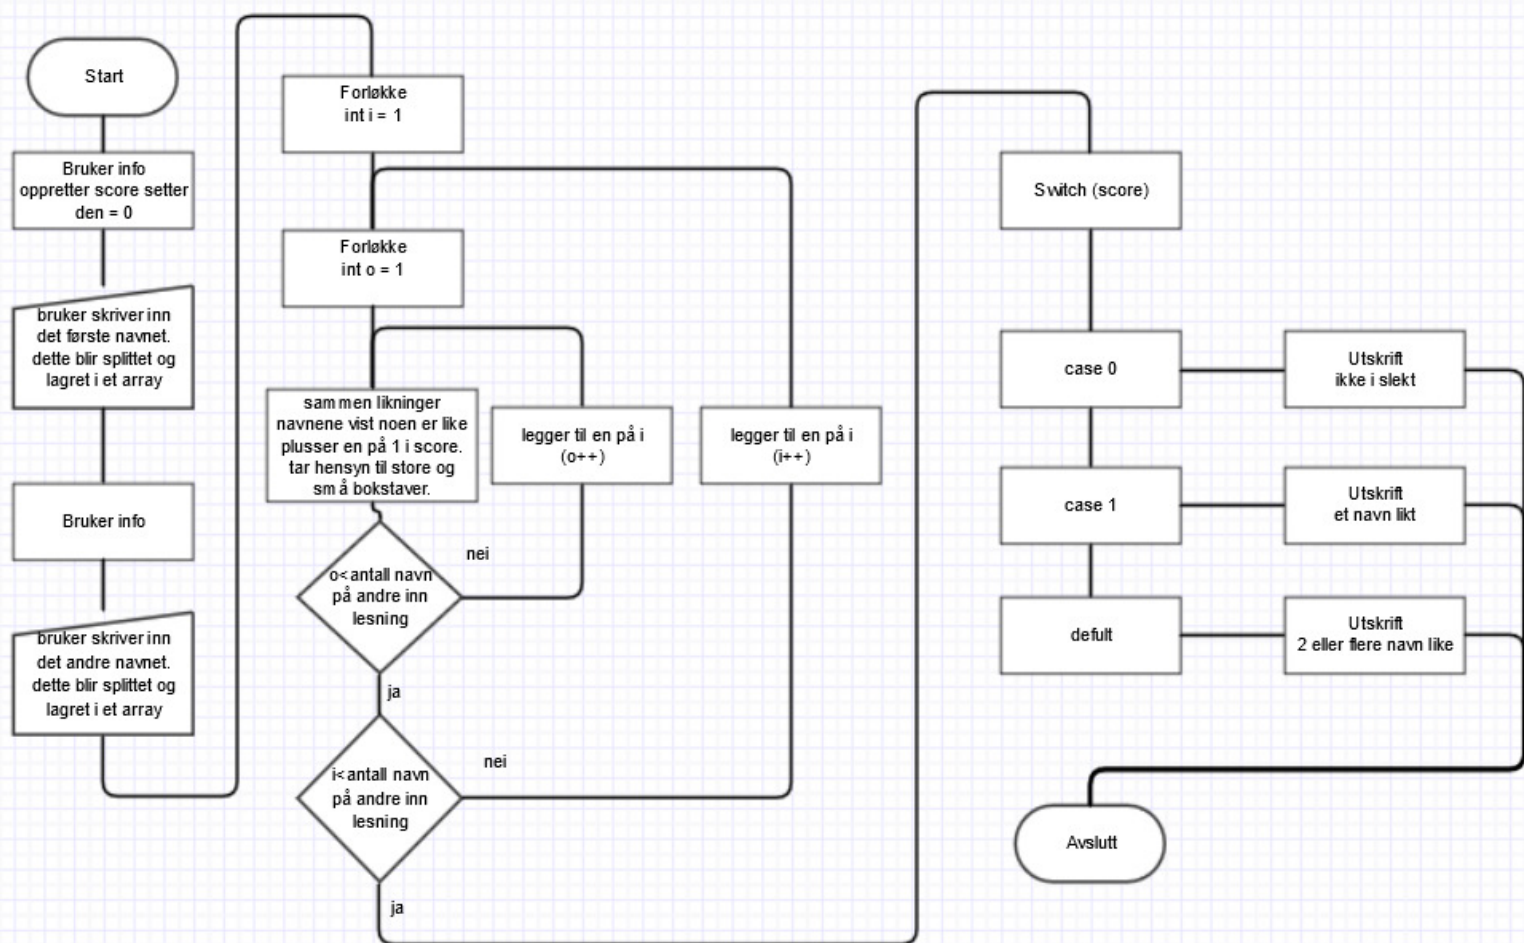 Start
Bruker info
oppretter score setter
den = 0
bruker skriver inn
det første navnet.
dette blir splittet og
lagret i et array
Bruker info
bruker skriver inn
det andre navnet.
dette blir splittet og
lagret i et array
Forløkke
int i = 1
Forløkke
int o = 1
sammen likninger
navnene vist noen er like
plusser en på 1 i score.
tar hensyn til store og
små bokstaver.
legger til en på i
(o++)
legger til en på i
(i++)
nei
o<antall navn
på andre inn
lesning
ja
nei
i<antall navn
på andre inn
lesning
ja
Switch (score)
case 0
Utskrift
ikke i slekt
case 1
Utskrift
et navn likt
defult
Utskrift
2 eller flere navn like
Avslutt